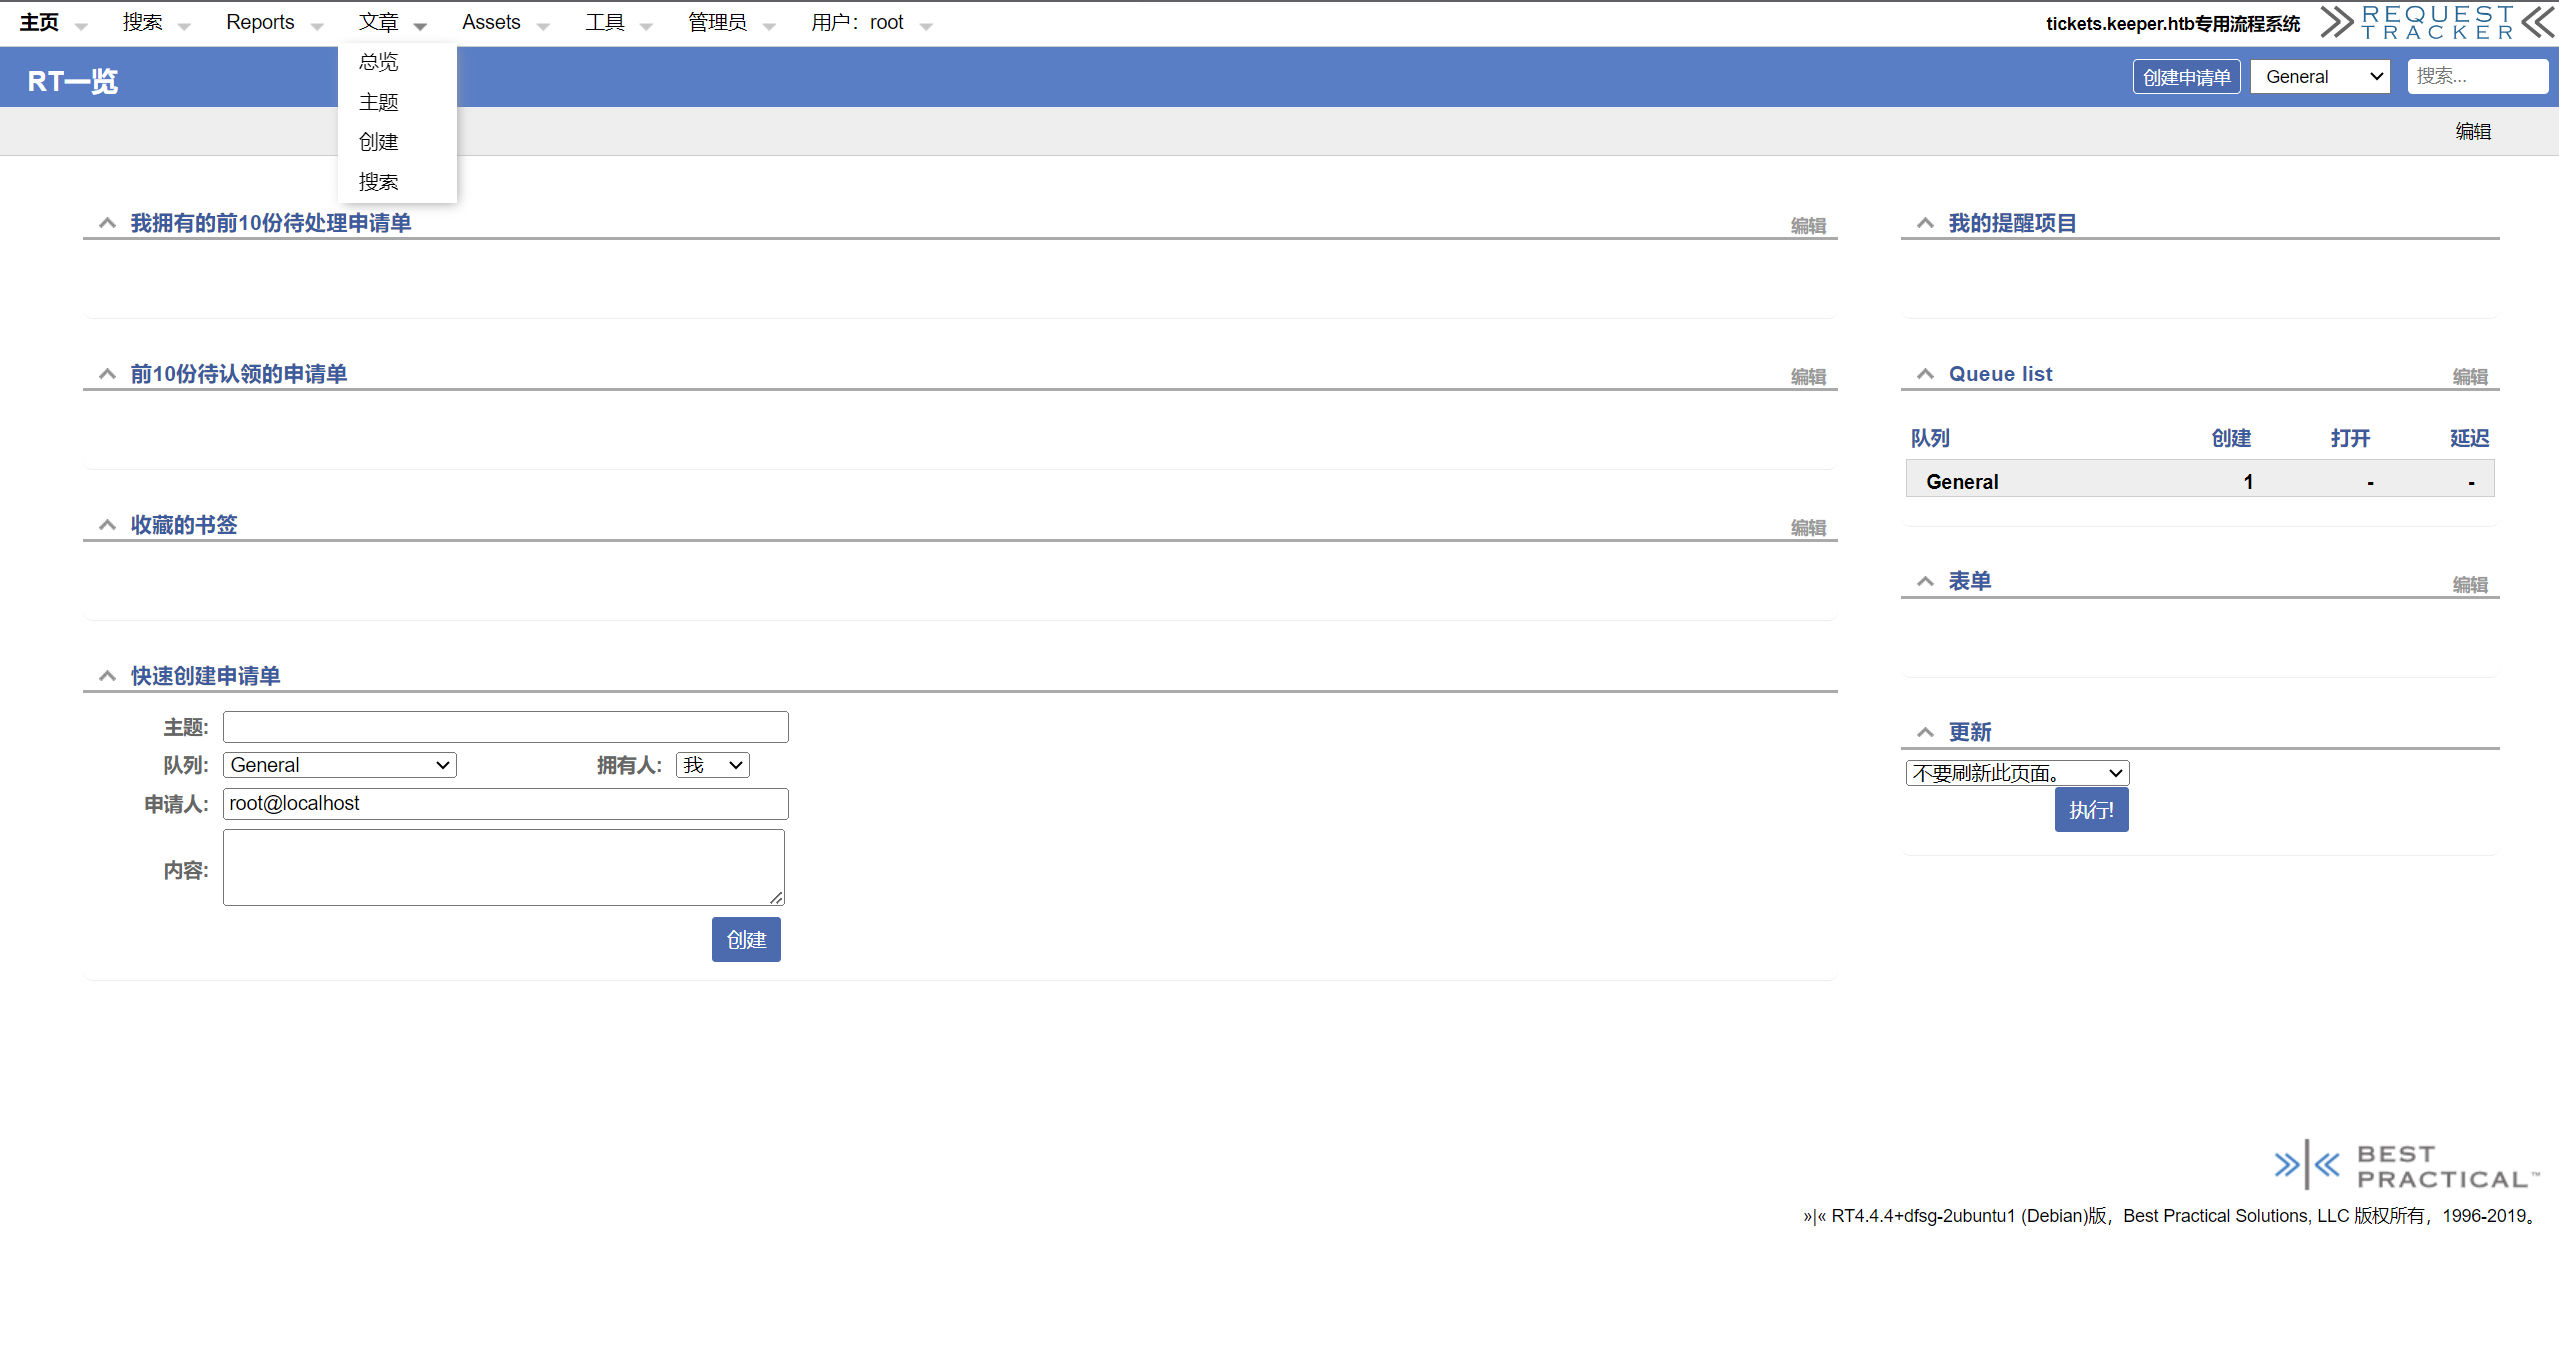 主页 搜索 Reports 文章 Assets 工具 管理员 用户：root tickets.keeper.htb专用流程系统 REQUEST TRACKER
RT一览 创建申请单 General 搜索...
总览
主题
创建
搜索
编辑
我拥有的前10份待处理申请单 编辑
前10份待认领的申请单 编辑
收藏的书签 编辑
快速创建申请单
主题:
队列: General 拥有人: 我
申请人: root@localhost
内容:
创建
我的提醒项目
Queue list 编辑
队列 创建 打开 延迟
General 1 - -
表单 编辑
更新
不要刷新此页面。
执行!
BEST
PRACTICAL™
»|« RT4.4.4+dfsg-2ubuntu1 (Debian)版，Best Practical Solutions, LLC 版权所有，1996-2019。